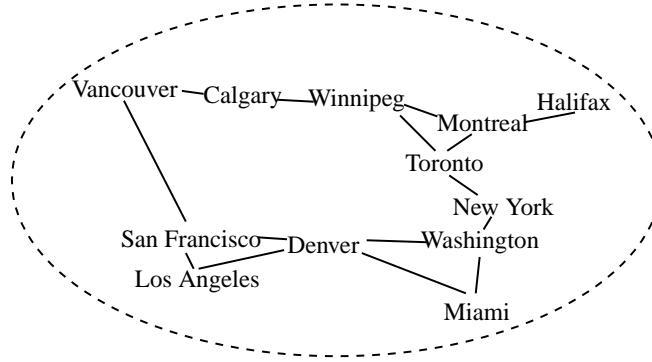 Vancouver
Calgary
Winnipeg
Halifax
Montreal
Toronto
New York
San Francisco
Denver
Washington
Los Angeles
Miami